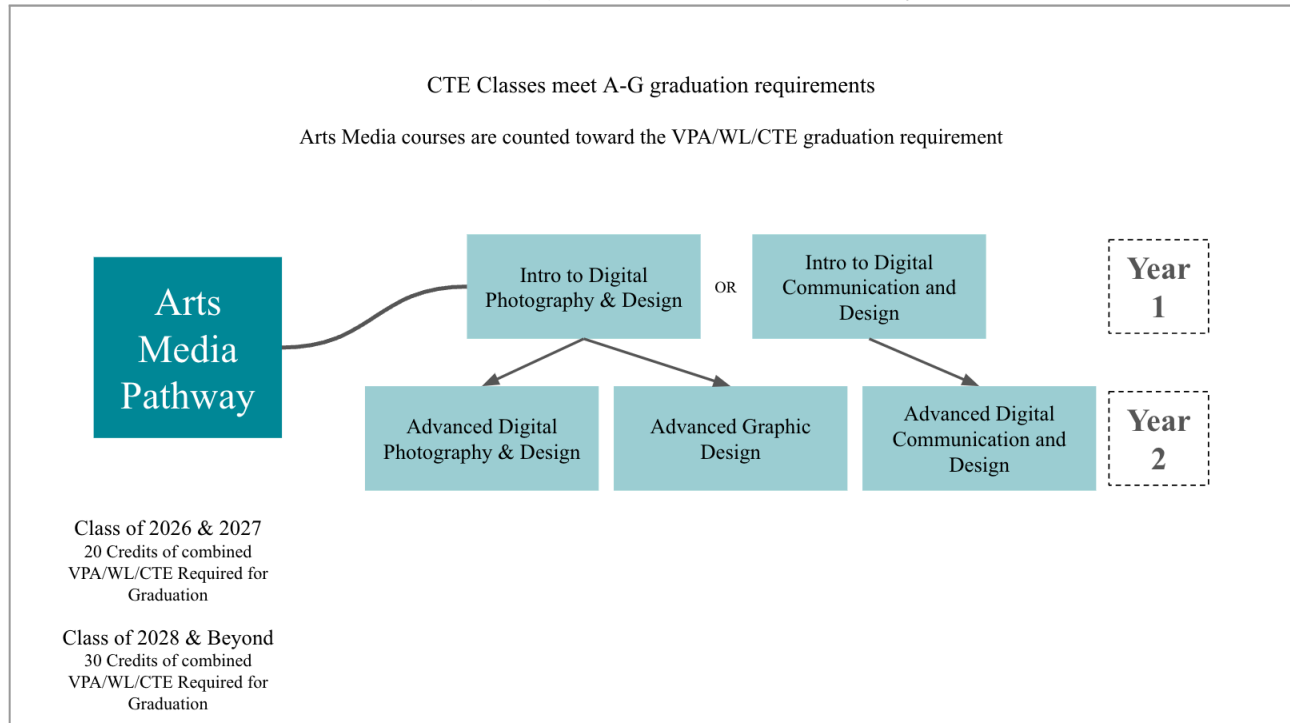 CTE Classes meet A-G graduation requirements
Arts Media courses are counted toward the VPA/WL/CTE graduation requirement
Arts
Media
Pathway
Intro to Digital
Photography & Design
OR
Intro to Digital
Communication and
Design
Year
1
Advanced Digital
Photography & Design
Advanced Graphic
Design
Advanced Digital
Communication and
Design
Year
2
Class of 2026 & 2027
20 Credits of combined
VPA/WL/CTE Required for
Graduation
Class of 2028 & Beyond
30 Credits of combined
VPA/WL/CTE Required for
Graduation